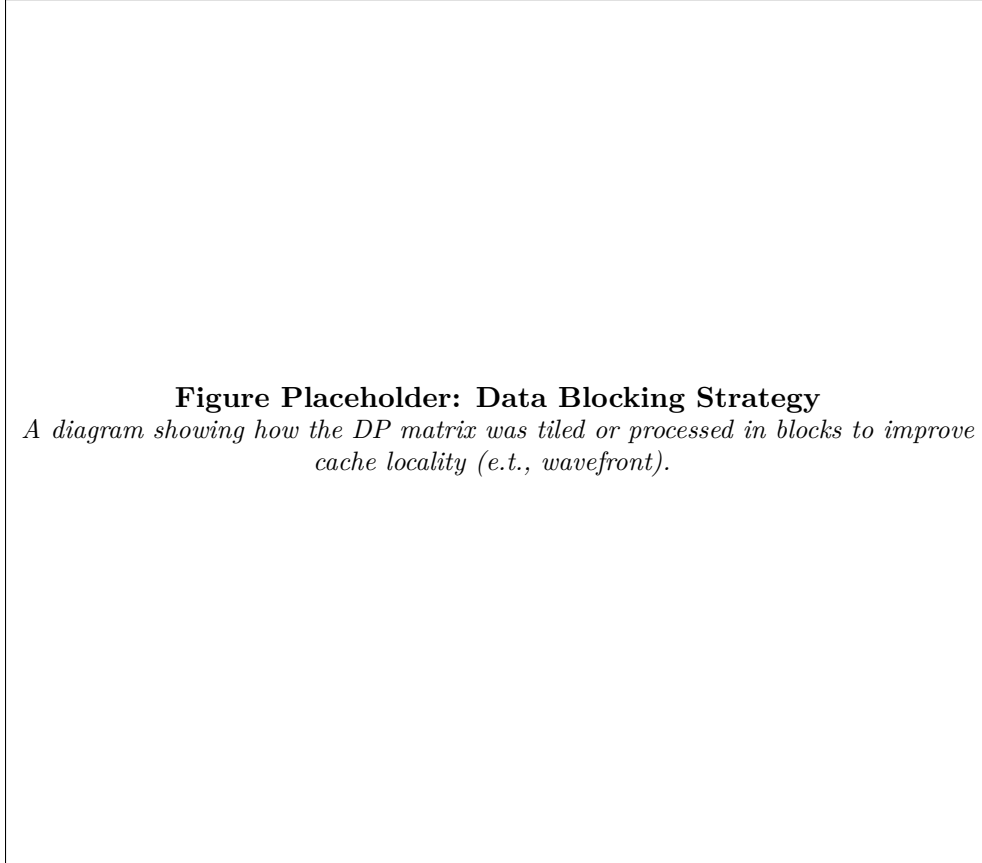 Figure Placeholder: Data Blocking Strategy
A diagram showing how the DP matrix was tiled or processed in blocks to improve
cache locality (e.t., wavefront).